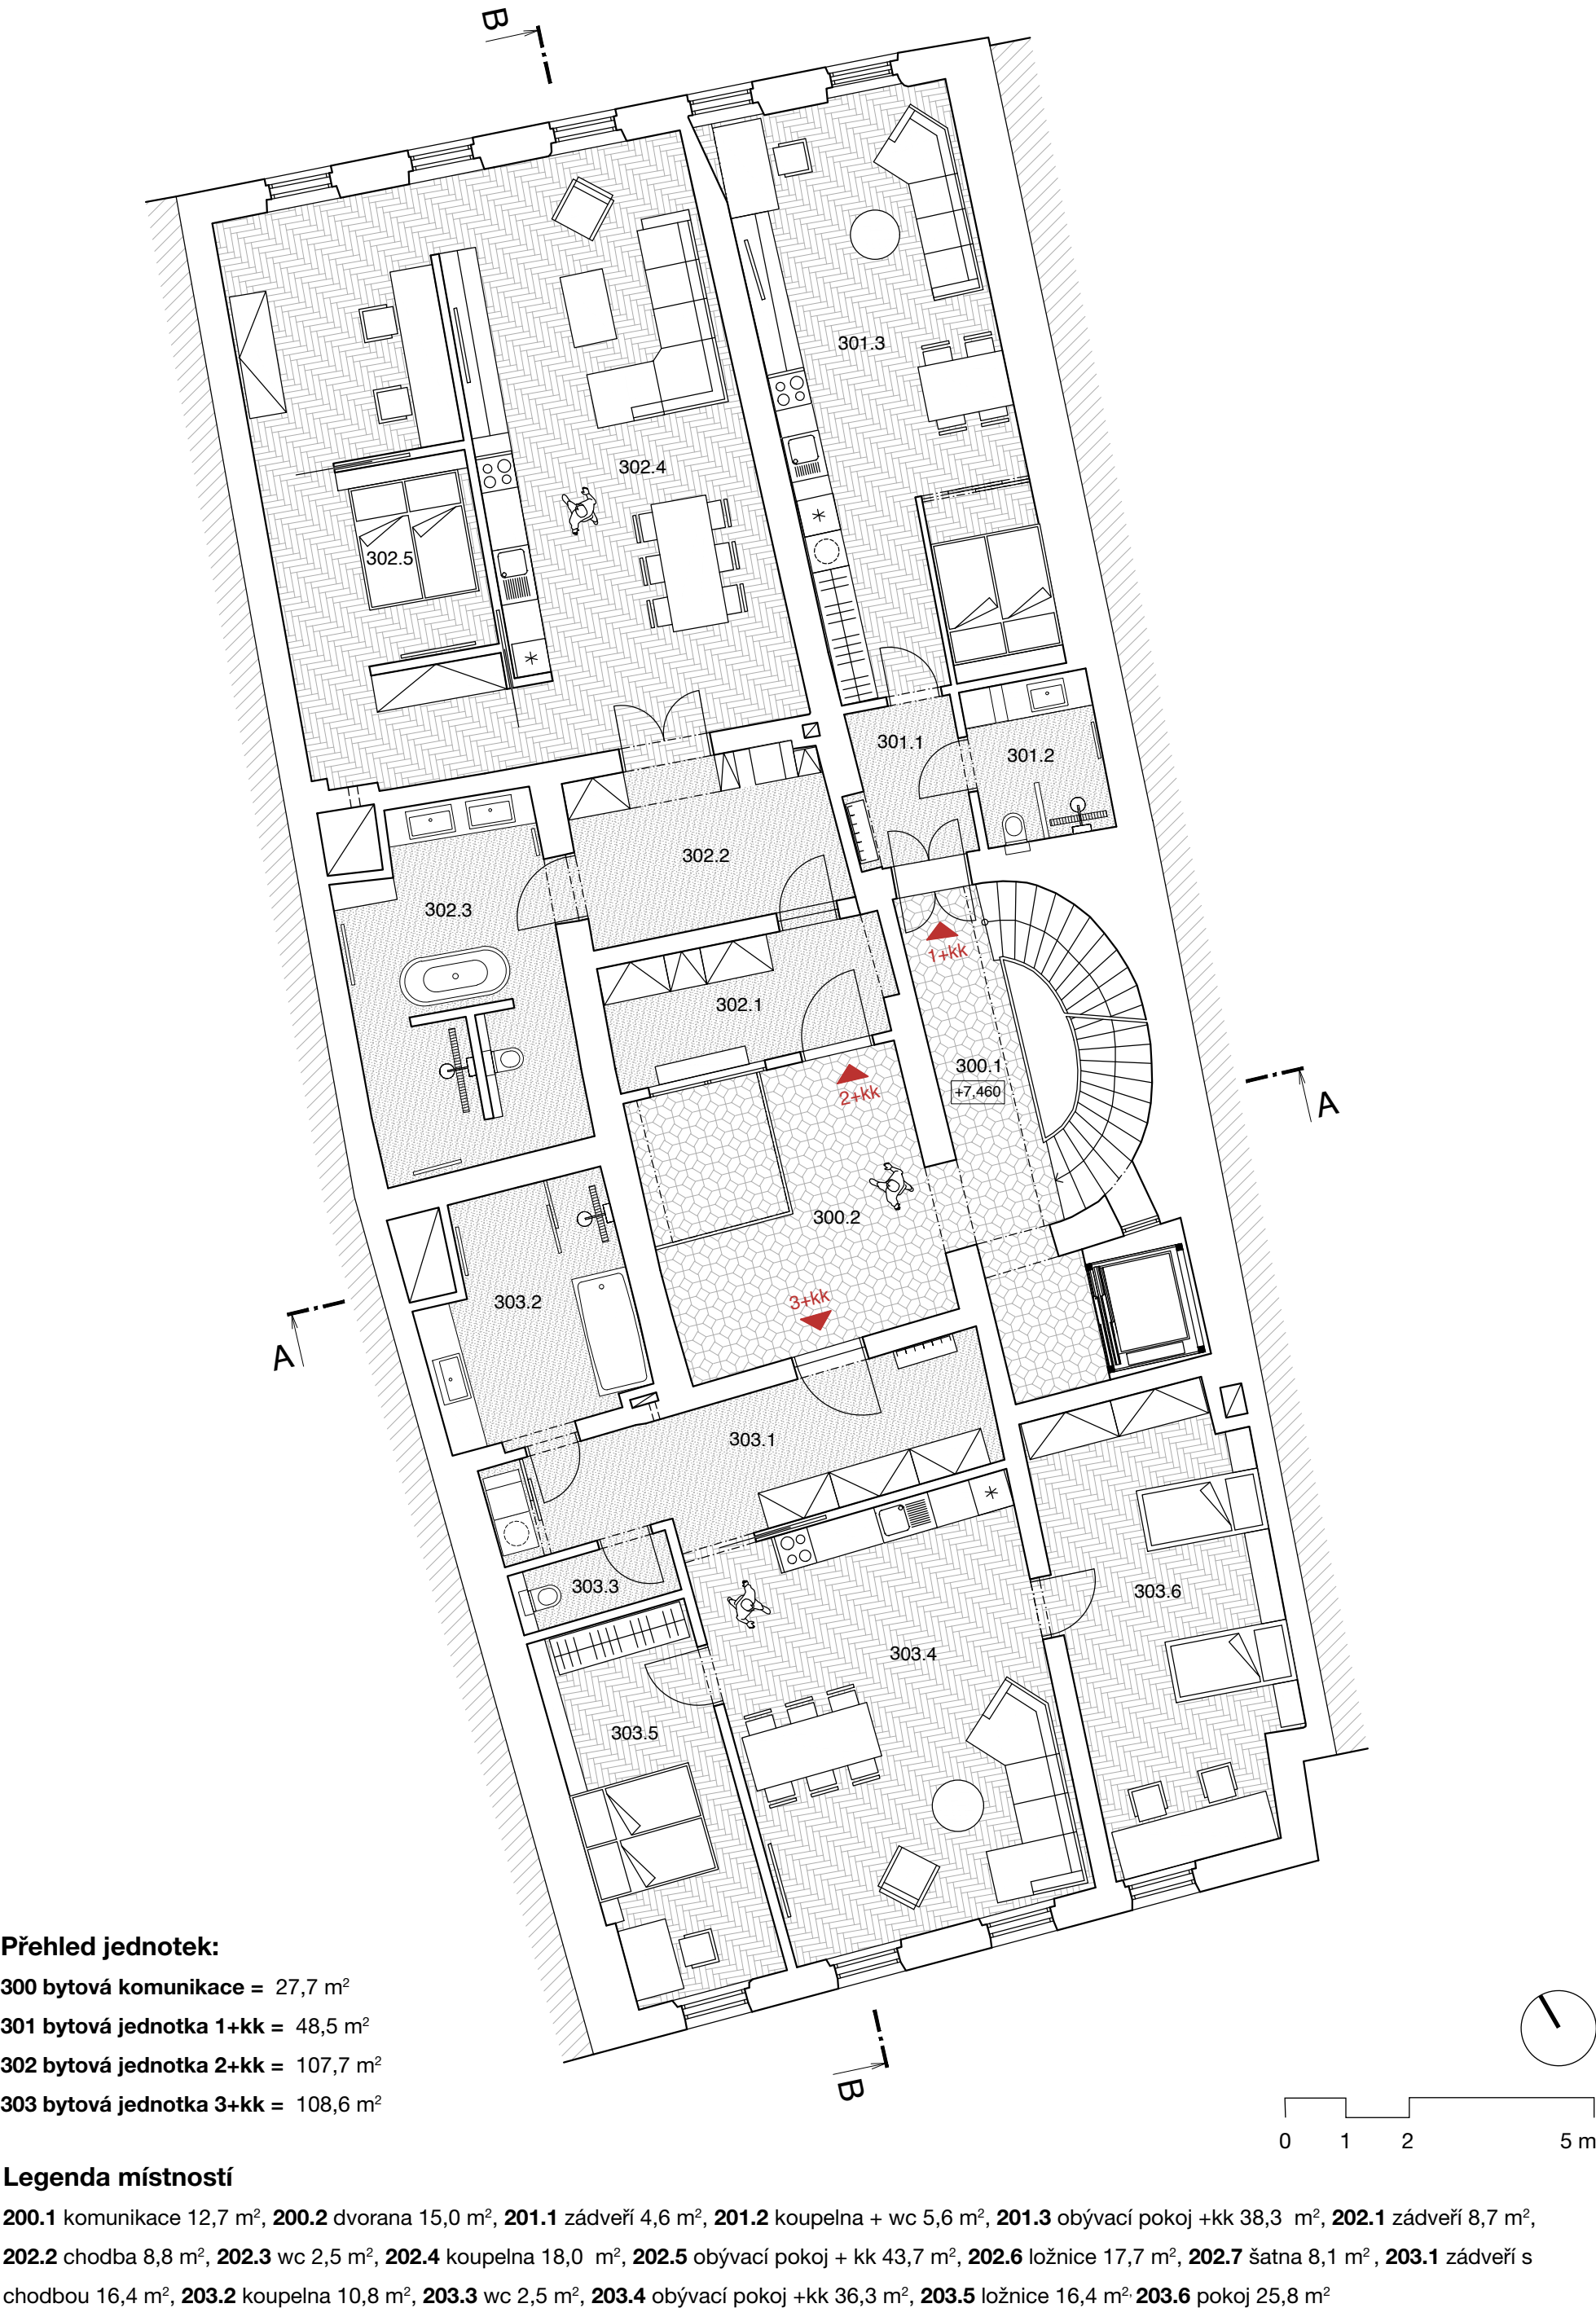 B
301.3
302.4
302.5
301.1
301.2
302.2
302.3
1+kk
302.1
300.1
+7,460
2+kk
A
300.2
3+kk
303.2
A
303.1
303.3
303.6
303.4
303.5
Přehled jednotek:
300 bytová komunikace = 27,7 m²
301 bytová jednotka 1+kk = 48,5 m²
302 bytová jednotka 2+kk = 107,7 m²
303 bytová jednotka 3+kk = 108,6 m²
B
0 1 2 5 m
Legenda místností
200.1 komunikace 12,7 m², 200.2 dvorana 15,0 m², 201.1 zádveří 4,6 m², 201.2 koupelna + wc 5,6 m², 201.3 obývací pokoj +kk 38,3 m², 202.1 zádveří 8,7 m²,
202.2 chodba 8,8 m², 202.3 wc 2,5 m², 202.4 koupelna 18,0 m², 202.5 obývací pokoj + kk 43,7 m², 202.6 ložnice 17,7 m², 202.7 šatna 8,1 m² , 203.1 zádveří s
chodbou 16,4 m², 203.2 koupelna 10,8 m², 203.3 wc 2,5 m², 203.4 obývací pokoj +kk 36,3 m², 203.5 ložnice 16,4 m², 203.6 pokoj 25,8 m²